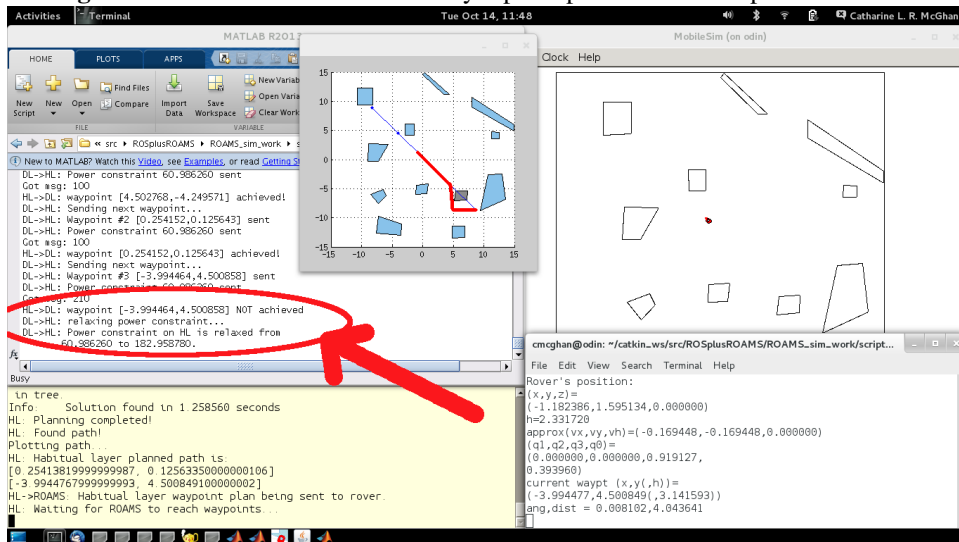 Activities Terminal Tue Oct 14, 11:48 Catharine L. R. McGhan
MATLAB R201
MobileSim (on odin)
HOME PLOTS APPS
Clock Help
New Script
New
Open
Find Files
Compare
Import Data
Save Workspace
New Variab
Open Varia
Clear Work
FILE VARIABLE
« src ▸ ROSplusROAMS ▸ ROAMS_sim_work ▸ s
New to MATLAB? Watch this Video, see Examples, or read Getting St
DL->HL: Power constraint 60.986260 sent
Got msg: 100
HL->DL: waypoint [4.502768,-4.249571] achieved!
DL->HL: Sending next waypoint...
DL->HL: Waypoint #2 [0.254152,0.125643] sent
DL->HL: Power constraint 60.986260 sent
Got msg: 100
HL->DL: waypoint [0.254152,0.125643] achieved!
DL->HL: Sending next waypoint...
DL->HL: Waypoint #3 [-3.994464,4.500858] sent
DL->HL: Power constraint 60.986260 sent
Got msg: 210
HL->DL: waypoint [-3.994464,4.500858] NOT achieved
DL->HL: relaxing power constraint...
DL->HL: Power constraint on HL is relaxed from
60.986260 to 182.958780.
fx
Busy
15
10
5
0
-5
-10
-15
-15 -10 -5 0 5 10 15
in tree.
Info: Solution found in 1.258560 seconds
HL: Planning completed!
HL: Found path!
Plotting path...
HL: Habitual layer planned path is:
[0.25413819999999987, 0.12563350000000106]
[-3.9944767999999993, 4.500849100000002]
HL->ROAMS: Habitual layer waypoint plan being sent to rover.
HL: Waiting for ROAMS to reach waypoints...
cmcghan@odin: ~/catkin_ws/src/ROSplusROAMS/ROAMS_sim_work/script...
File Edit View Search Terminal Help
Rover's position:
(x,y,z)=
(-1.182386,1.595134,0.000000)
h=2.331720
approx(vx,vy,vh)=(-0.169448,-0.169448,0.000000)
(q1,q2,q3,q0)=
(0.000000,0.000000,0.919127,
0.393960)
current waypt (x,y(,h))=
(-3.994477,4.500849(,3.141593))
ang,dist = 0.008102,4.043641